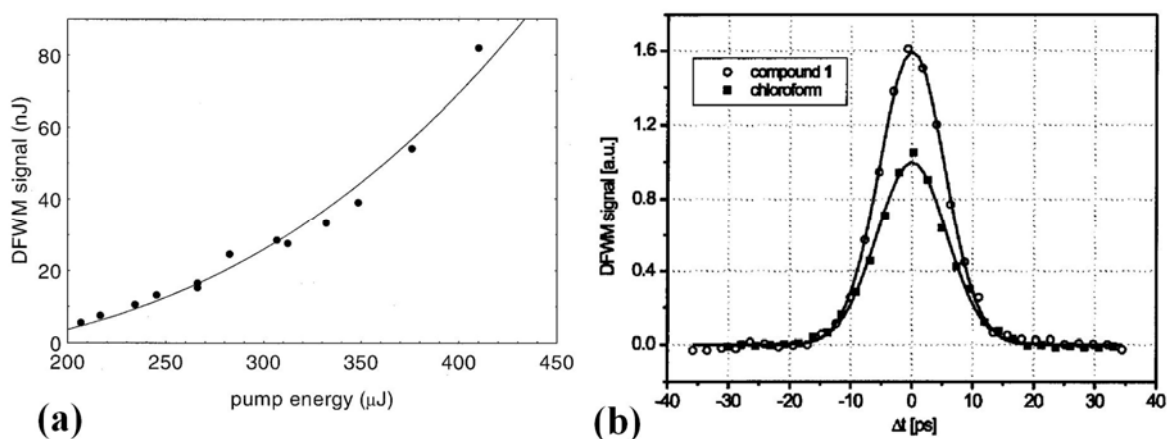 80
60
40
20
0
DFWM signal (nJ)
200 250 300 350 400 450
pump energy (μJ)
(a)
1.6
1.2
0.8
0.4
0.0
DFWM signal [a.u.]
compound 1
chloroform
-40 -30 -20 -10 0 10 20 30 40
Δt [ps]
(b)